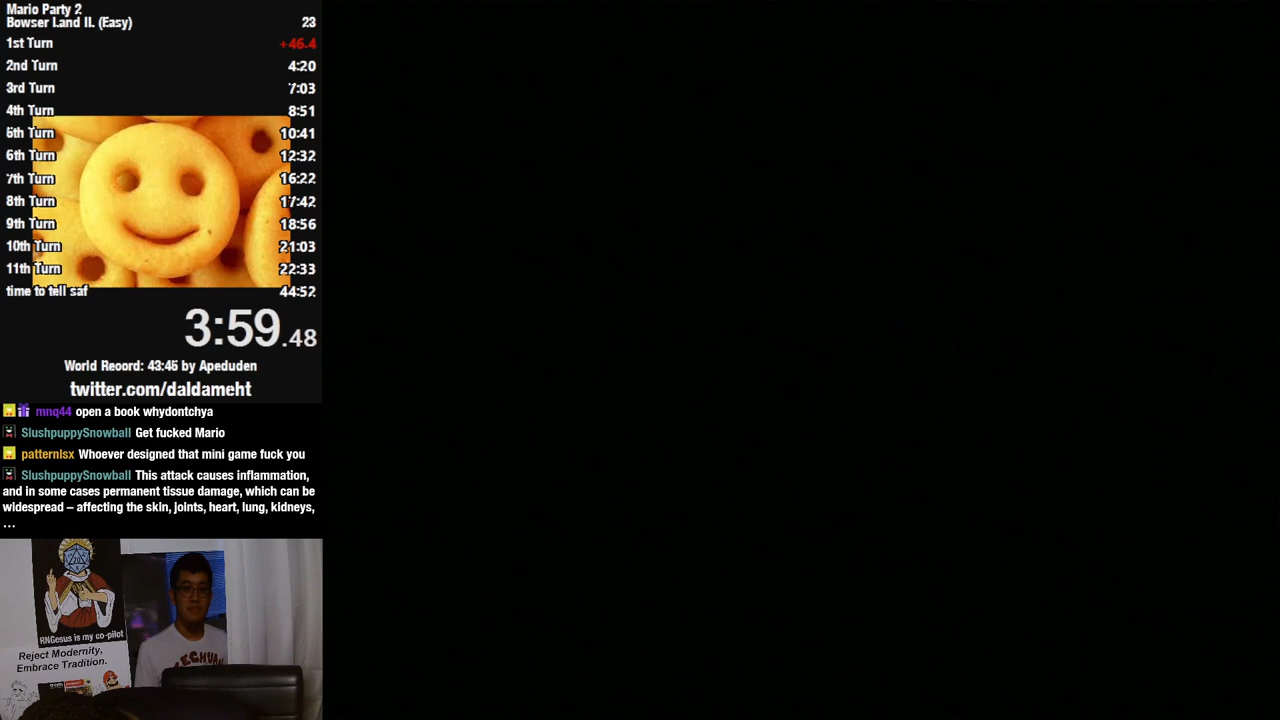 Mario Party 2
Bowser Land II. (Easy) 23
1st Turn +46.4
2nd Turn 4:20
3rd Turn 7:03
4th Turn 8:51
5th Turn 10:41
6th Turn 12:32
7th Turn 16:22
8th Turn 17:42
9th Turn 18:56
10th Turn 21:03
11th Turn 22:33
time to tell saf 44:52
3:59.48
World Record: 43:45 by Apeduden
twitter.com/daldameht
mnq44 open a book whydontchya
SlushpuppySnowball Get fucked Mario
patternlsx Whoever designed that mini game fuck you
SlushpuppySnowball This attack causes inflammation,
and in some cases permanent tissue damage, which can be
widespread – affecting the skin, joints, heart, lung, kidneys,
...
RNGesus is my co-pilot
Reject Modernity,
Embrace Tradition.